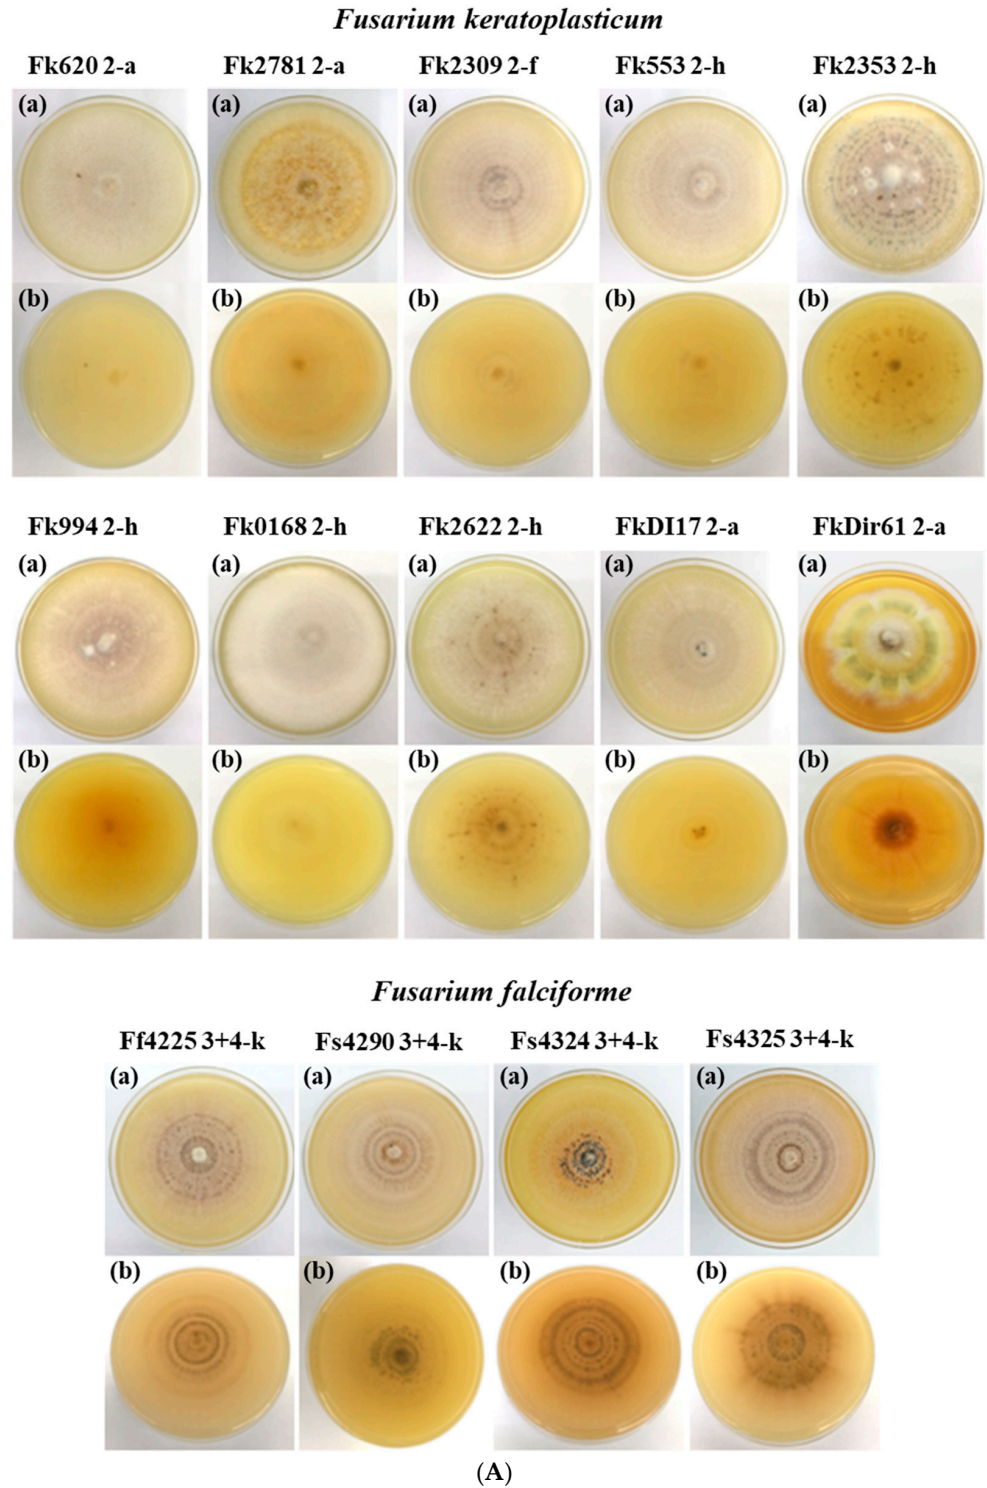 Fusarium keratoplasticum
Fk620 2-a Fk2781 2-a Fk2309 2-f Fk553 2-h Fk2353 2-h
(a) (a) (a) (a) (a)
(b) (b) (b) (b) (b)
Fk994 2-h Fk0168 2-h Fk2622 2-h FkDI17 2-a FkDir61 2-a
(a) (a) (a) (a) (a)
(b) (b) (b) (b) (b)
Fusarium falciforme
Ff4225 3+4-k Fs4290 3+4-k Fs4324 3+4-k Fs4325 3+4-k
(a) (a) (a) (a)
(b) (b) (b) (b)
(A)